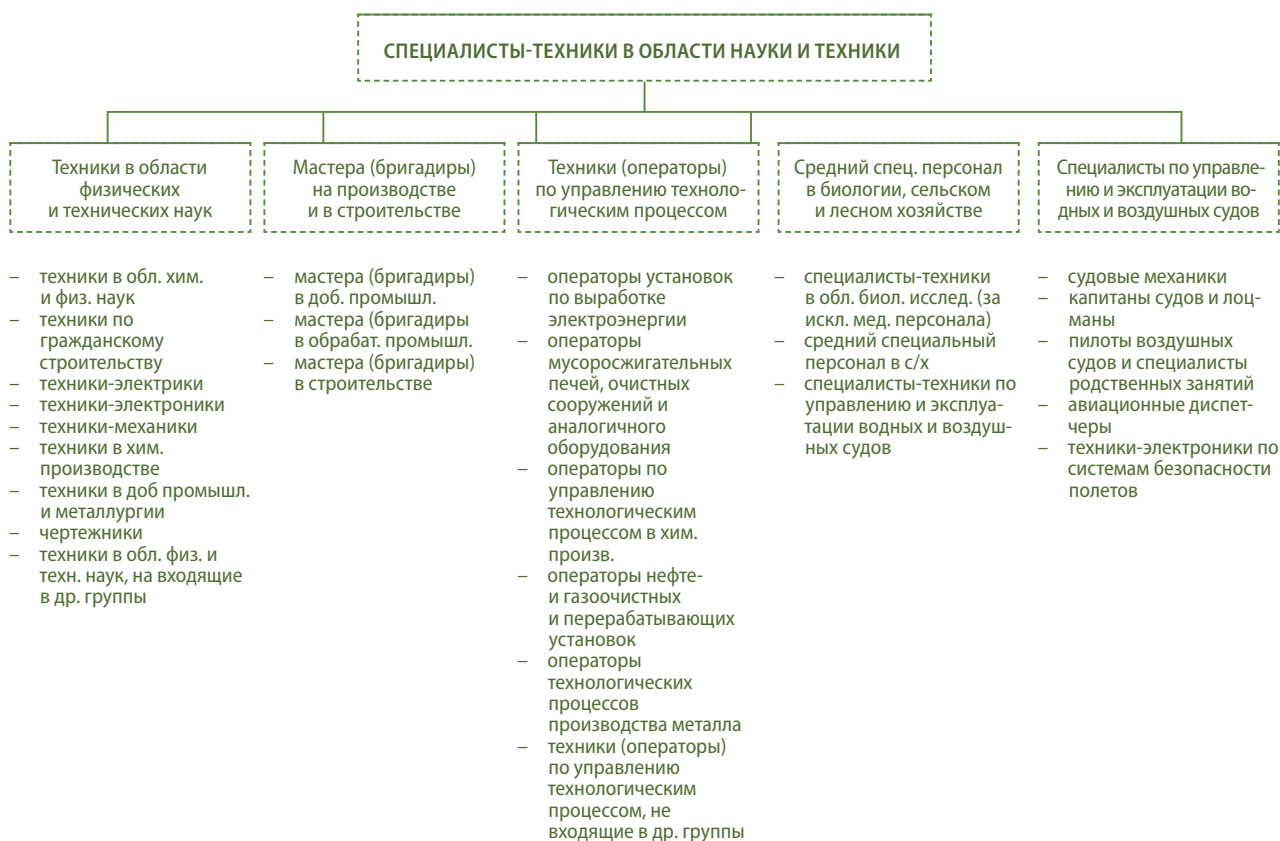 СПЕЦИАЛИСТЫ-ТЕХНИКИ В ОБЛАСТИ НАУКИ И ТЕХНИКИ
Техники в области
физических
и технических наук
– техники в обл. хим.
и физ. наук
– техники по
гражданскому
строительству
– техники-электрики
– техники-электроники
– техники-механики
– техники в хим.
производстве
– техники в доб промышл.
и металлургии
– чертежники
– техники в обл. физ. и
техн. наук, на входящие
в др. группы
Мастера (бригадиры)
на производстве
и в строительстве
– мастера (бригадиры)
в доб. промышл.
– мастера (бригадиры
в обрабат. промышл.
– мастера (бригадиры)
в строительстве
Техники (операторы)
по управлению техноло-
гическим процессом
– операторы установок
по выработке
электроэнергии
– операторы
мусоросжигательных
печей, очистных
сооружений и
аналогичного
оборудования
– операторы по
управлению
технологическим
процессом в хим.
произв.
– операторы нефте-
и газоочистных
и перерабатывающих
установок
– операторы
технологических
процессов
производства металла
– техники (операторы)
по управлению
технологическим
процессом, не
входящие в др. группы
Средний спец. персонал
в биологии, сельском
и лесном хозяйстве
– специалисты-техники
в обл. биол. исслед. (за
искл. мед. персонала)
– средний специальный
персонал в с/х
– специалисты-техники по
управлению и эксплуа-
тации водных и воздуш-
ных судов
Специалисты по управле-
нию и эксплуатации во-
дных и воздушных судов
– судовые механики
– капитаны судов и лоц-
маны
– пилоты воздушных
судов и специалисты
родственных занятий
– авиационные диспет-
черы
– техники-электроники по
системам безопасности
полетов